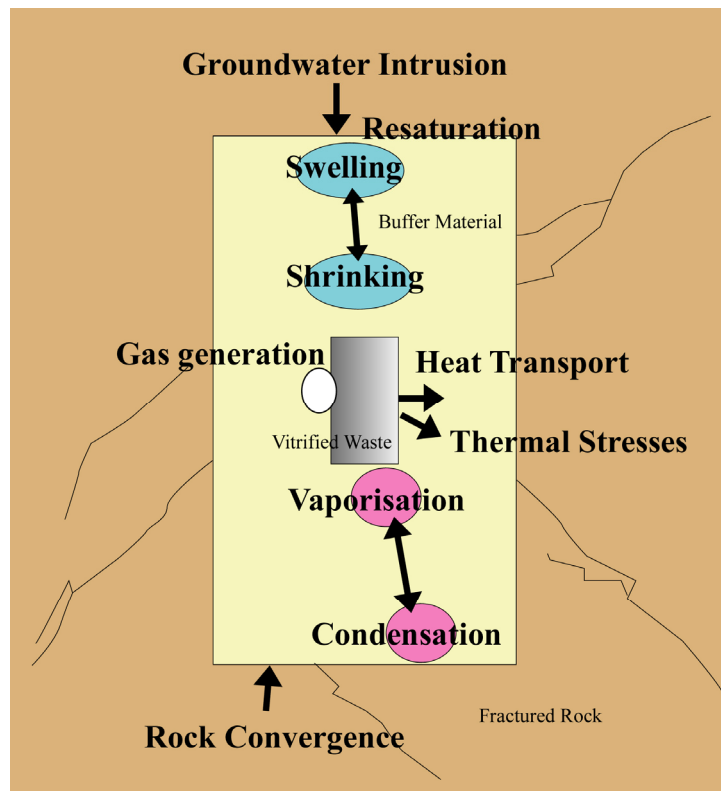 Groundwater Intrusion
Resaturation
Swelling
Buffer Material
Shrinking
Gas generation
Heat Transport
Vitrified Waste
Thermal Stresses
Vaporisation
Condensation
Fractured Rock
Rock Convergence